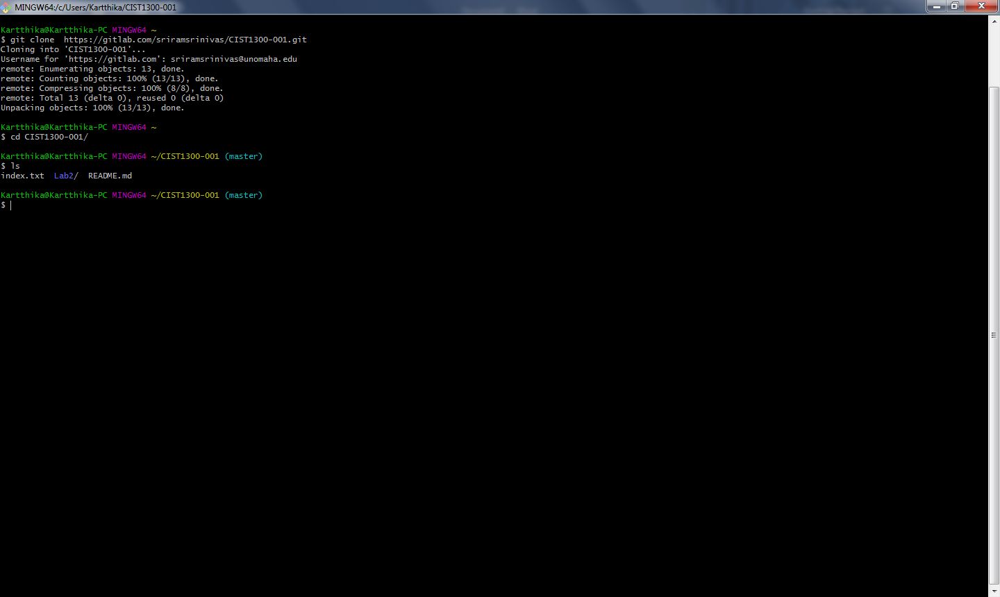 MINGW64:/c/Users/Kartthika/CIST1300-001
Kartthika@Kartthika-PC MINGW64 ~
$ git clone  https://gitlab.com/sriramsrinivas/CIST1300-001.git
Cloning into 'CIST1300-001'...
Username for 'https://gitlab.com': sriramsrinivas@unomaha.edu
remote: Enumerating objects: 13, done.
remote: Counting objects: 100% (13/13), done.
remote: Compressing objects: 100% (8/8), done.
remote: Total 13 (delta 0), reused 0 (delta 0)
Unpacking objects: 100% (13/13), done.
Kartthika@Kartthika-PC MINGW64 ~
$ cd CIST1300-001/
Kartthika@Kartthika-PC MINGW64 ~/CIST1300-001 (master)
$ ls
index.txt  Lab2/  README.md
Kartthika@Kartthika-PC MINGW64 ~/CIST1300-001 (master)
$